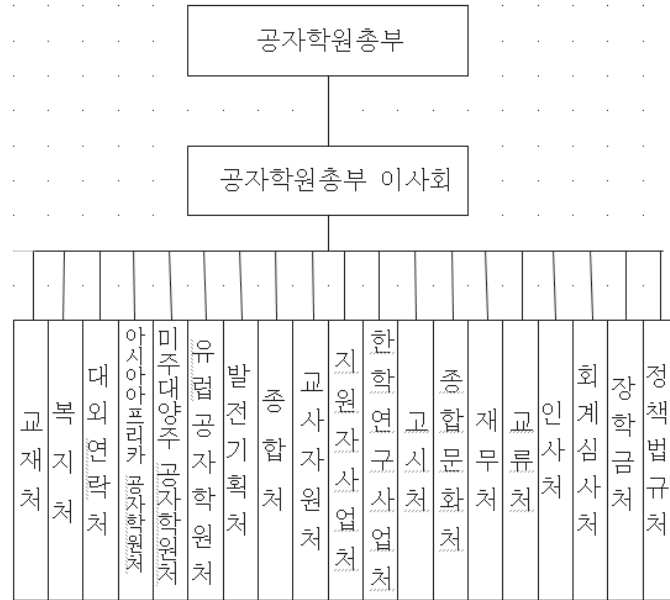 공자학원총부
공자학원총부 이사회
교재처
복지처
대외연락처
아시아아프리카 공자학원처
미주대양주 공자학원처
유럽공자학원처
발전기획처
종합처
교사자원처
지원자사업처
한학연구사업처
고시처
종합문화처
재무처
교류처
인사처
회계심사처
장학금처
정책법규처